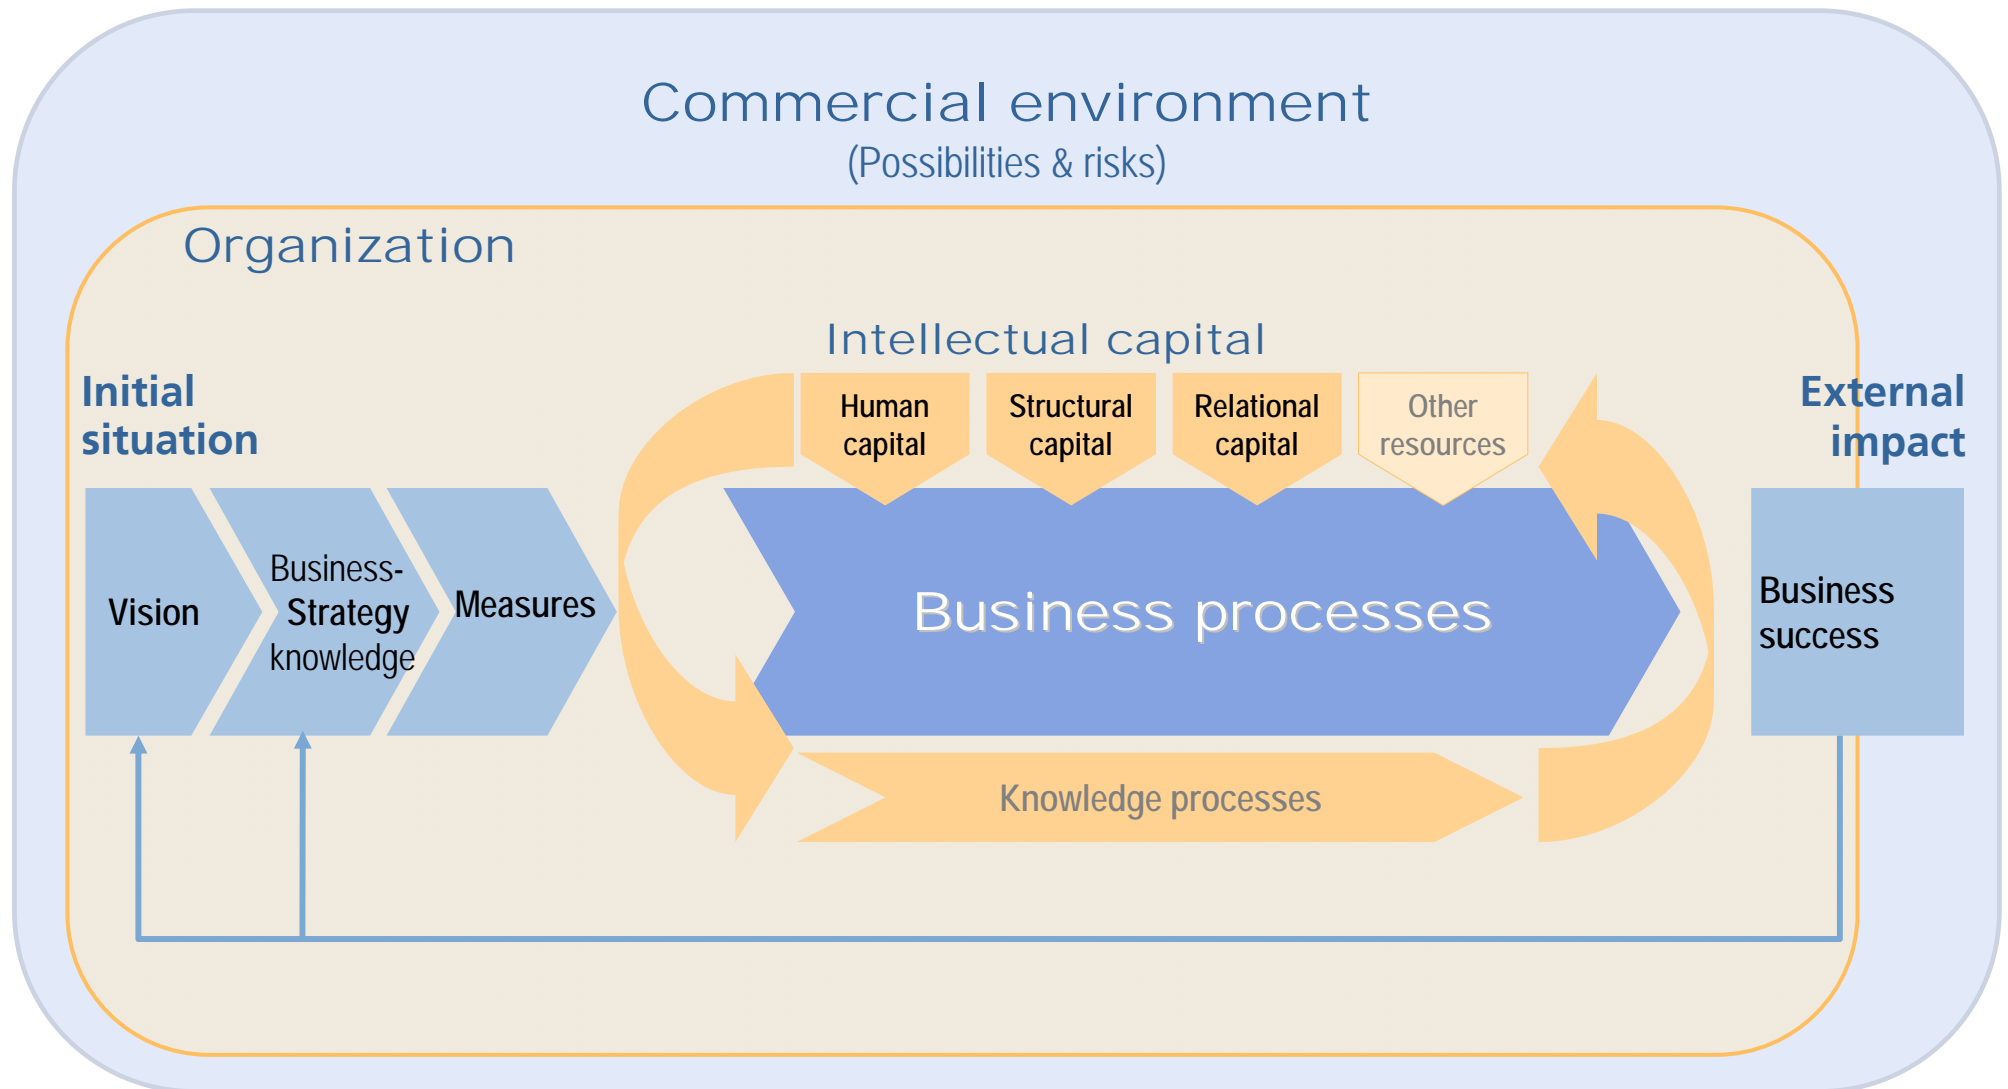 Commercial environment
(Possibilities & risks)
Organization
Intellectual capital
Initial
situation
Human
capital
Structural
capital
Relational
capital
Other
resources
External
impact
Vision
Business-
Strategy
knowledge
Measures
Business processes
Business
success
Knowledge processes